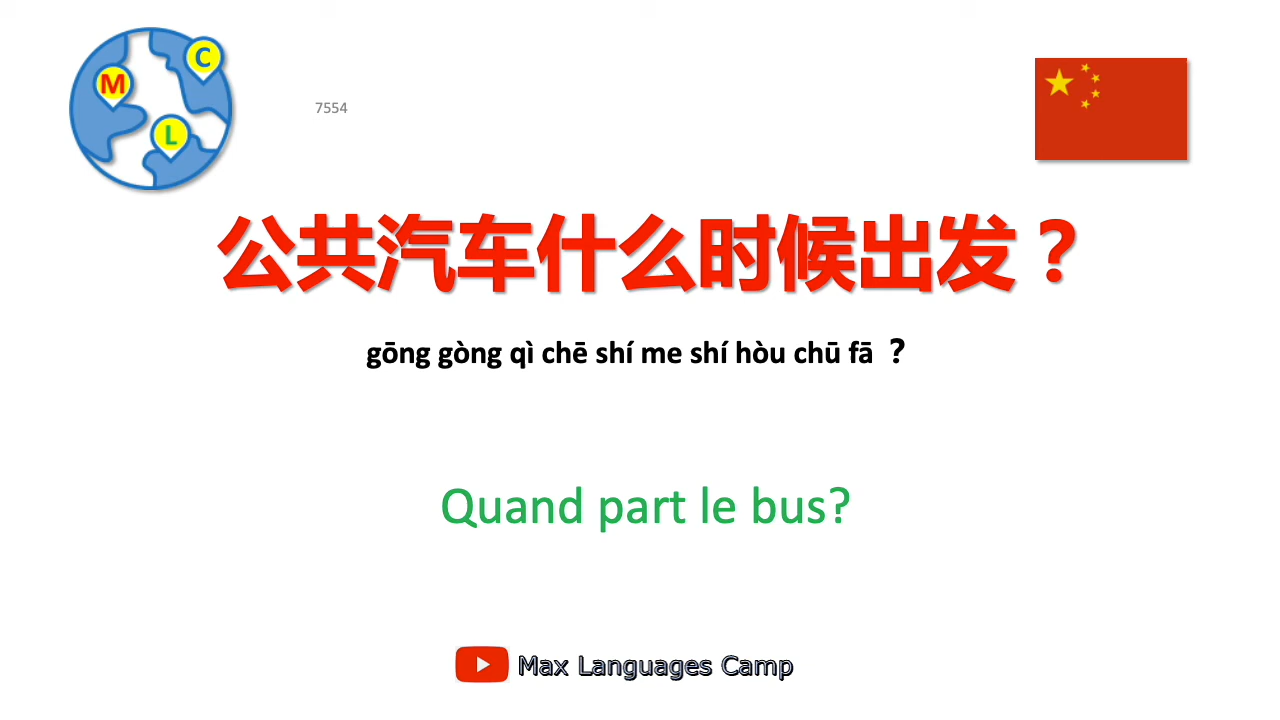 M
C
L
7554
公共汽车什么时候出发？
gōng gòng qì chē shí me shí hòu chū fā ？
Quand part le bus?
Max Languages Camp